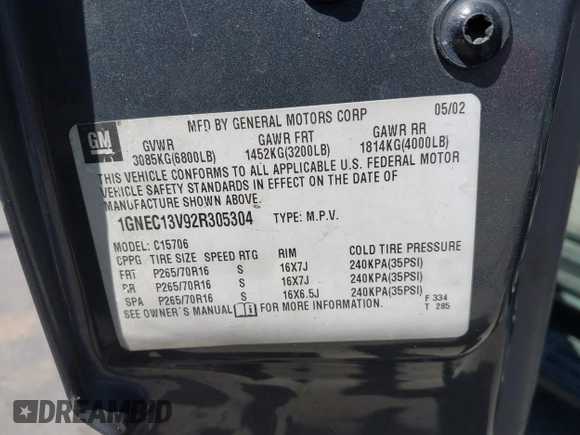 MFD BY GENERAL MOTORS CORP 05/02
GM
GVWR GAWR FRT GAWR RR
3085KG(6800LB) 1452KG(3200LB) 1814KG(4000LB)
THIS VEHICLE CONFORMS TO ALL APPLICABLE U.S. FEDERAL MOTOR
VEHICLE SAFETY STANDARDS IN EFFECT ON THE DATE OF
MANUFACTURE SHOWN ABOVE.
1GNEC13V92R305304 TYPE: M.P.V.
MODEL: C15706
CPPG TIRE SIZE SPEED RTG RIM COLD TIRE PRESSURE
FRT P265/70R16 S 16X7J 240KPA(35PSI)
RR P265/70R16 S 16X7J 240KPA(35PSI)
SPA P265/70R16 S 16X6.5J 240KPA(35PSI)
SEE OWNER'S MANUAL FOR MORE INFORMATION.
F 334
T 285
DREAMBID